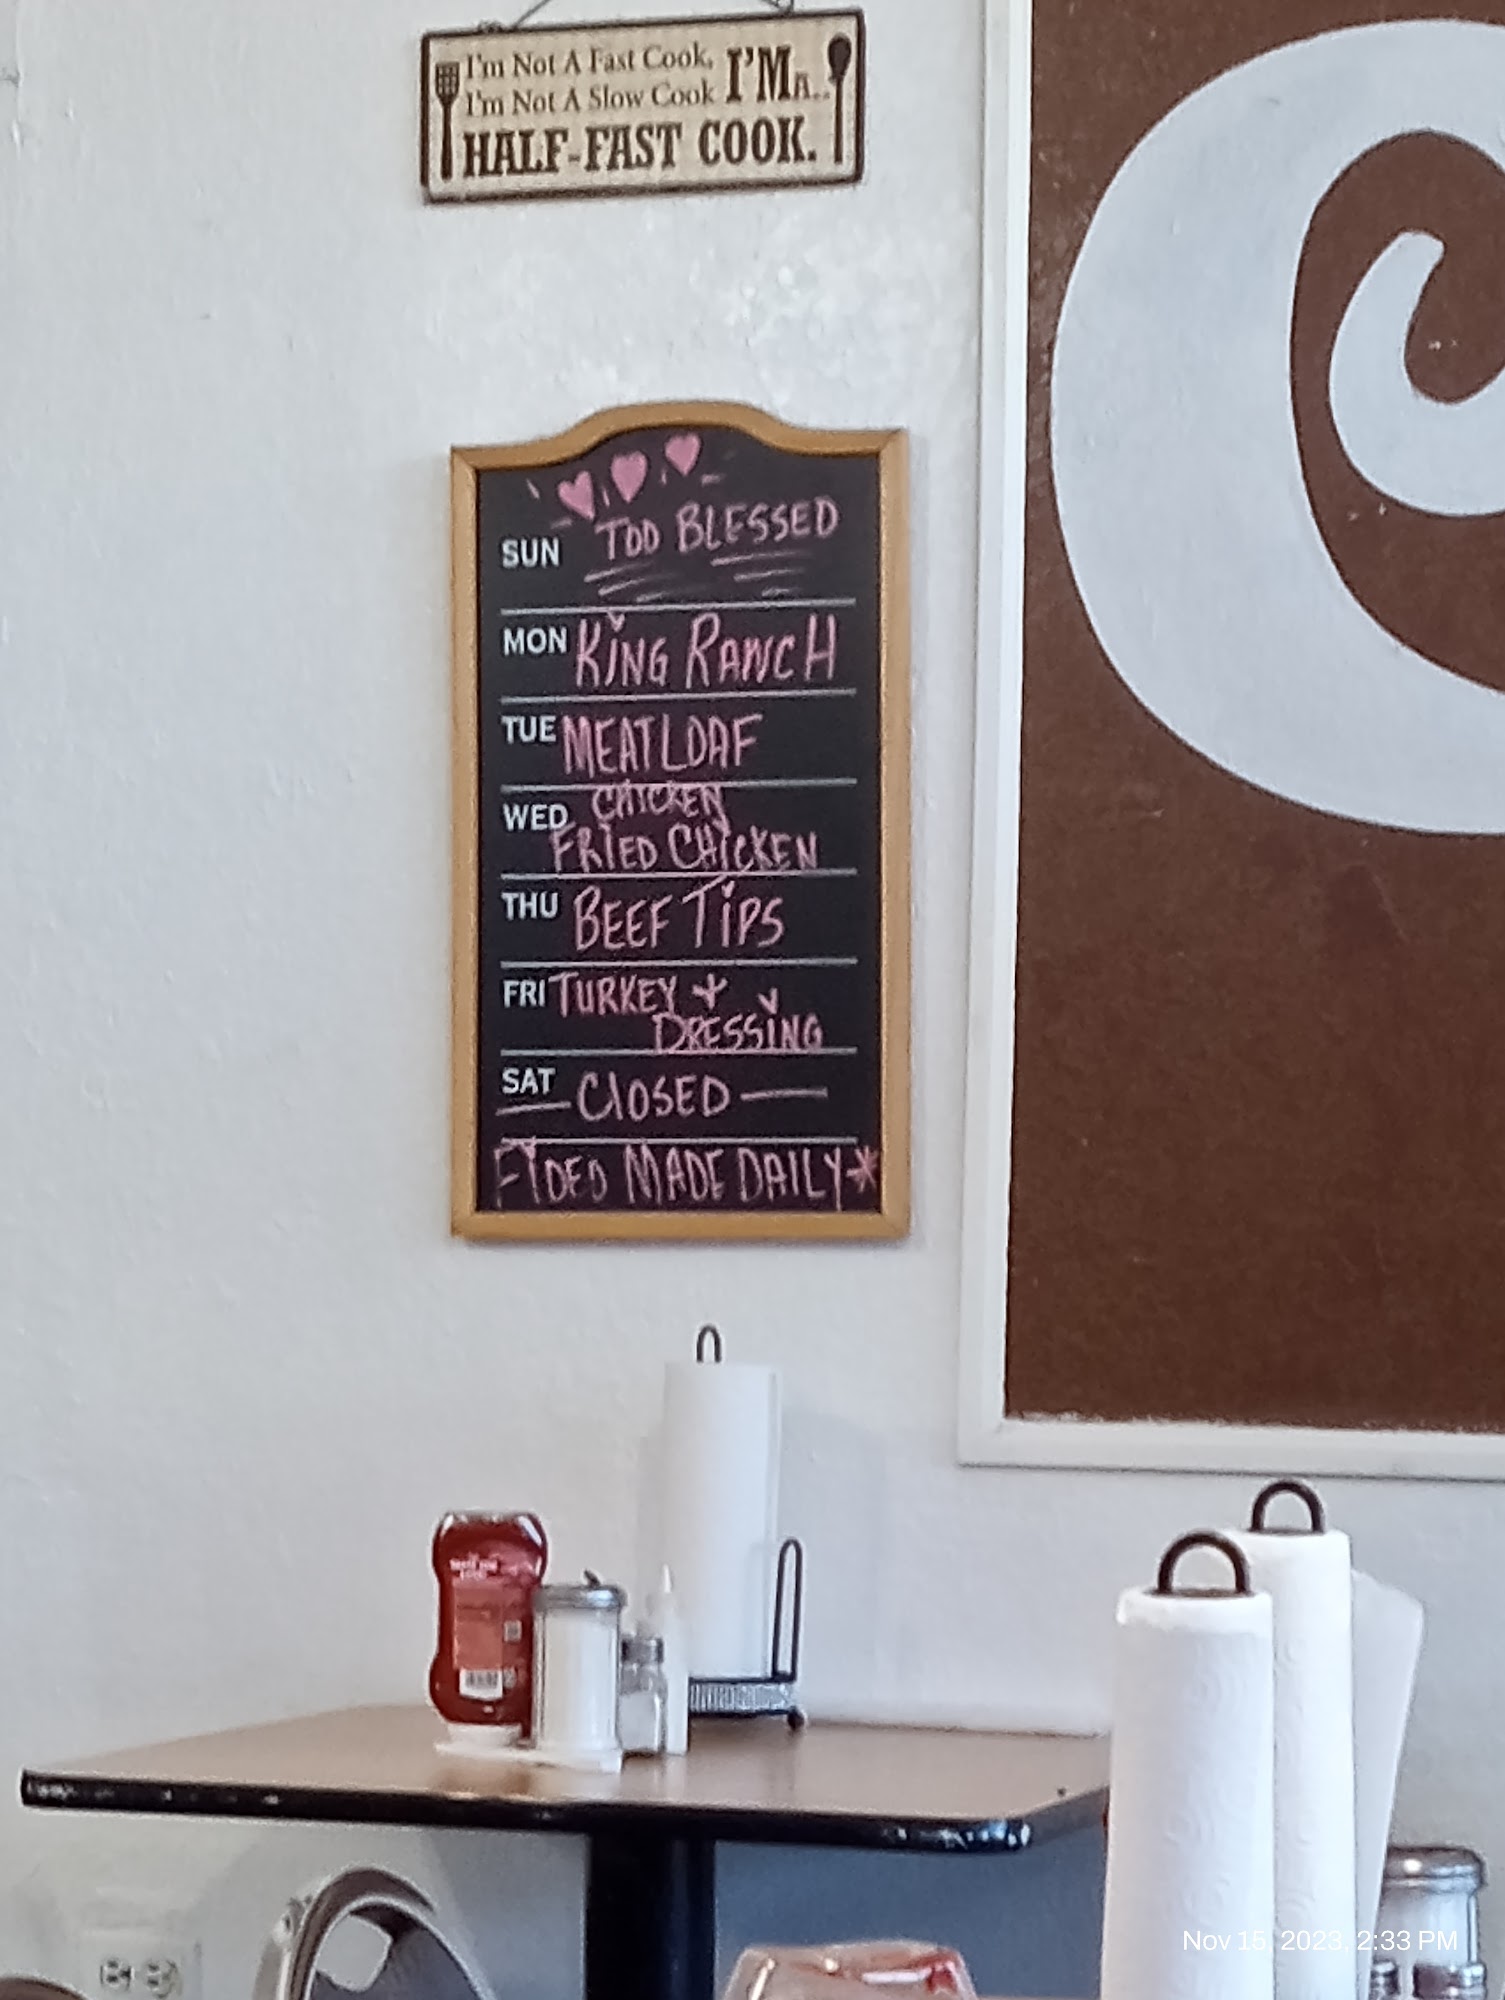 I'm Not A Fast Cook,
I'm Not A Slow Cook I'M A..
HALF-FAST COOK.
SUN TOO BLESSED
MON KING RANCH
TUE MEATLOAF
WED CHICKEN
FRIED CHICKEN
THU BEEF TIPS
FRI TURKEY +
DRESSING
SAT CLOSED
FIDEO MADE DAILY*
Nov 15, 2023, 2:33 PM